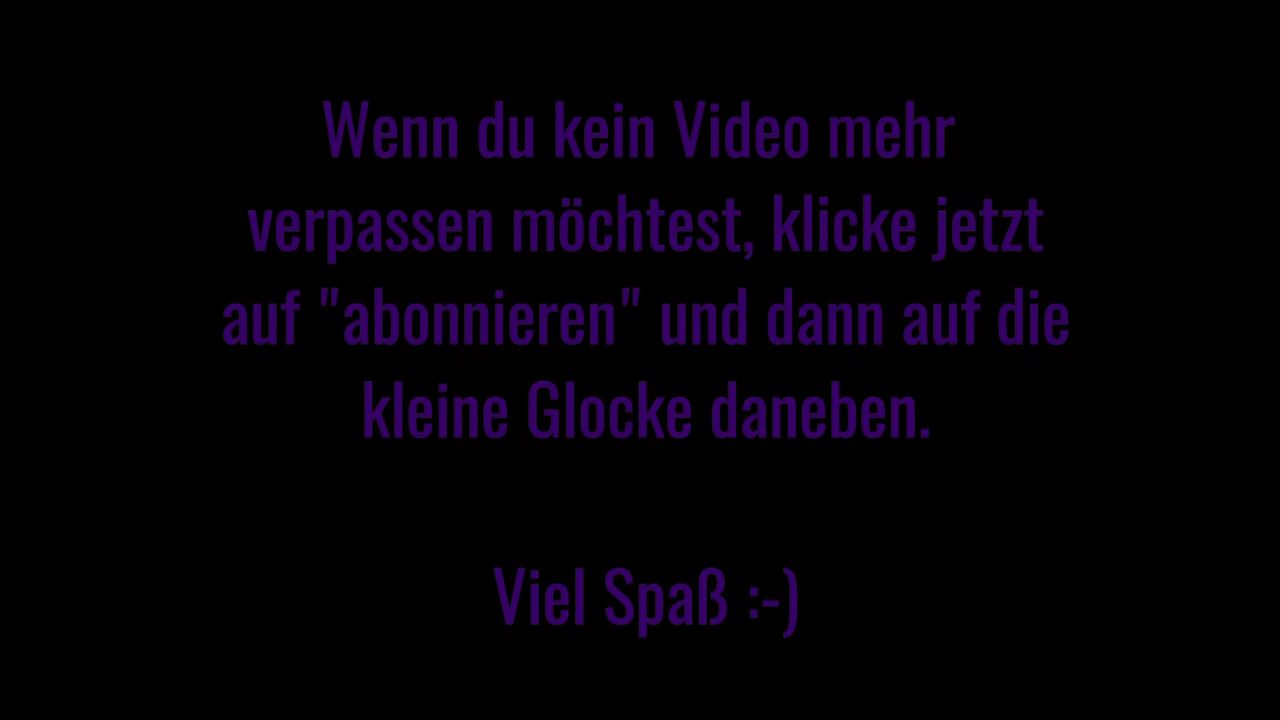 Wenn du kein Video mehr
verpassen möchtest, klicke jetzt
auf "abonnieren" und dann auf die
kleine Glocke daneben.
Viel Spaß :-)